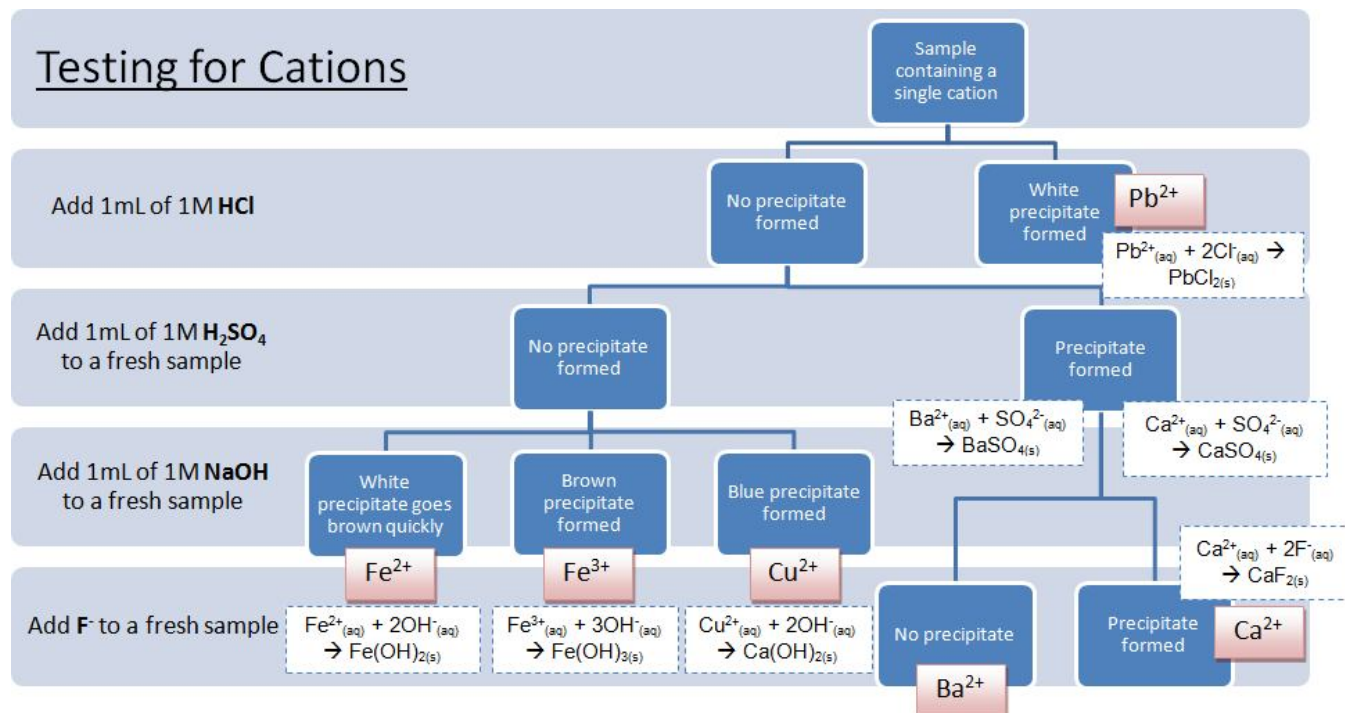 Testing for Cations
Sample
containing a
single cation
Add 1mL of 1M HCl
No precipitate
formed
White
precipitate
formed
Pb²⁺
Pb²⁺(aq) + 2Cl⁻(aq) →
PbCl₂(s)
Add 1mL of 1M H₂SO₄
to a fresh sample
No precipitate
formed
Precipitate
formed
Ba²⁺(aq) + SO₄²⁻(aq)
→ BaSO₄(s)
Ca²⁺(aq) + SO₄²⁻(aq)
→ CaSO₄(s)
Add 1mL of 1M NaOH
to a fresh sample
White
precipitate goes
brown quickly
Fe²⁺
Brown
precipitate
formed
Fe³⁺
Blue precipitate
formed
Cu²⁺
Ca²⁺(aq) + 2F⁻(aq)
→ CaF₂(s)
Add F⁻ to a fresh sample
Fe²⁺(aq) + 2OH⁻(aq)
→ Fe(OH)₂(s)
Fe³⁺(aq) + 3OH⁻(aq)
→ Fe(OH)₃(s)
Cu²⁺(aq) + 2OH⁻(aq)
→ Ca(OH)₂(s)
No precipitate
Ba²⁺
Precipitate
formed
Ca²⁺